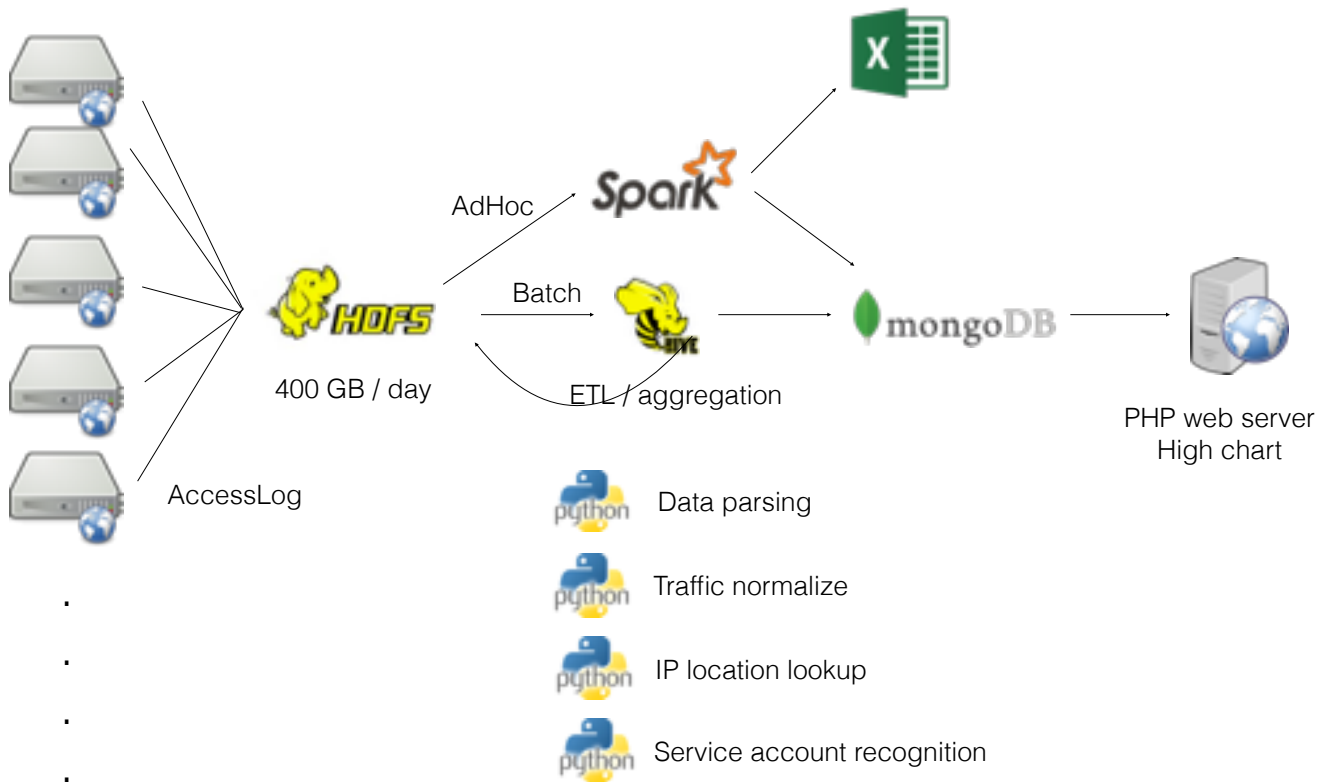 X
Spark
AdHoc
Batch
HDFS
HIVE
mongoDB
400 GB / day
ETL / aggregation
PHP web server
High chart
AccessLog
python
Data parsing
python
Traffic normalize
python
IP location lookup
python
Service account recognition